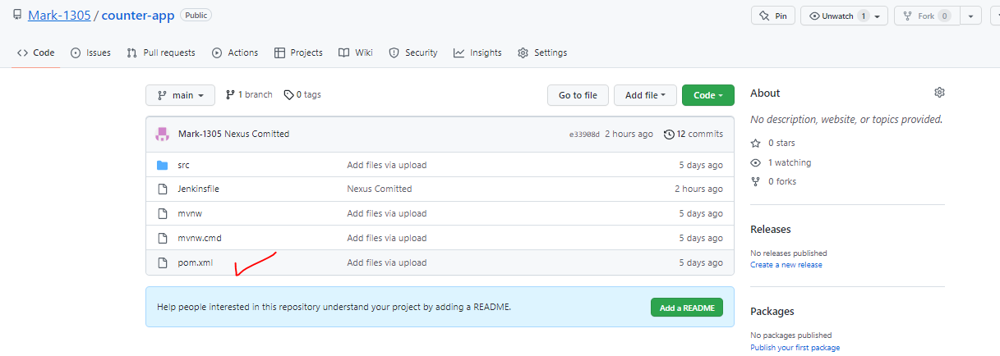 Mark-1305 / counter-app Public
Pin
Unwatch 1
Fork 0
Code
Issues
Pull requests
Actions
Projects
Wiki
Security
Insights
Settings
main
1 branch
0 tags
Go to file
Add file
Code
Mark-1305 Nexus Comitted e33908d 2 hours ago 12 commits
src Add files via upload 5 days ago
Jenkinsfile Nexus Comitted 2 hours ago
mvnw Add files via upload 5 days ago
mvnw.cmd Add files via upload 5 days ago
pom.xml Add files via upload 5 days ago
Help people interested in this repository understand your project by adding a README.
Add a README
About
No description, website, or topics provided.
0 stars
1 watching
0 forks
Releases
No releases published
Create a new release
Packages
No packages published
Publish your first package